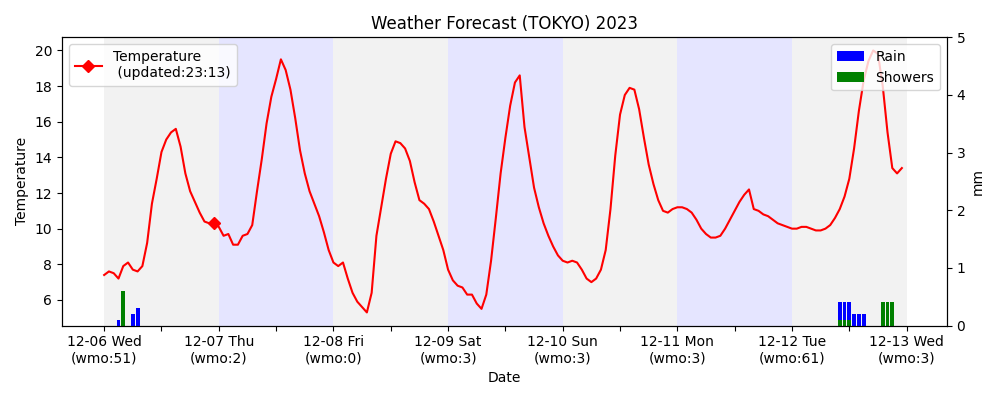 Weather Forecast (TOKYO) 2023
Temperature
(updated:23:13)
Rain
Showers
Temperature
20
18
16
14
12
10
8
6
5
4
3
2
1
0
mm
12-06 Wed
(wmo:51)
12-07 Thu
(wmo:2)
12-08 Fri
(wmo:0)
12-09 Sat
(wmo:3)
12-10 Sun
(wmo:3)
12-11 Mon
(wmo:3)
12-12 Tue
(wmo:61)
12-13 Wed
(wmo:3)
Date